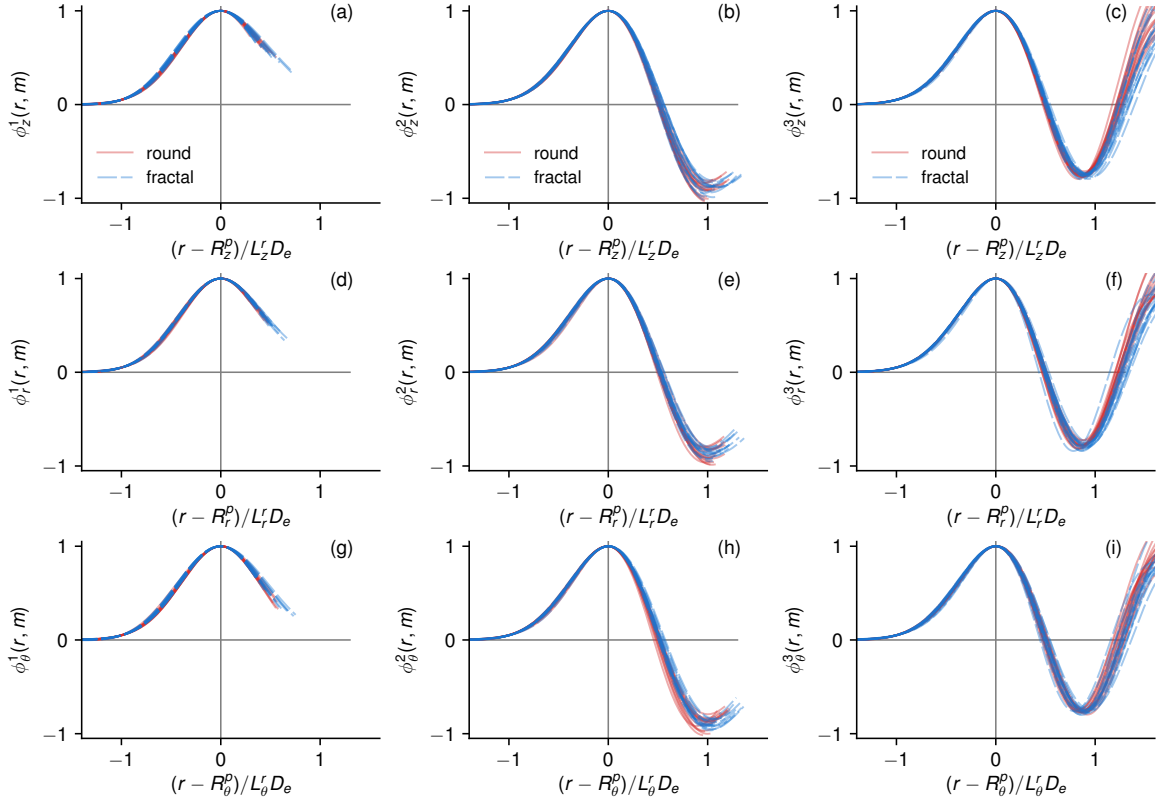 (a) (b) (c)
1 1 1
0 0 0
−1 −1 −1
ϕ_z^1(r, m) ϕ_z^2(r, m) ϕ_z^3(r, m)
round round round
fractal fractal fractal
−1 0 1 −1 0 1 −1 0 1
(r − R_z^p)/L_z^r D_e (r − R_z^p)/L_z^r D_e (r − R_z^p)/L_z^r D_e
(d) (e) (f)
1 1 1
0 0 0
−1 −1 −1
ϕ_r^1(r, m) ϕ_r^2(r, m) ϕ_r^3(r, m)
−1 0 1 −1 0 1 −1 0 1
(r − R_r^p)/L_r^r D_e (r − R_r^p)/L_r^r D_e (r − R_r^p)/L_r^r D_e
(g) (h) (i)
1 1 1
0 0 0
−1 −1 −1
ϕ_θ^1(r, m) ϕ_θ^2(r, m) ϕ_θ^3(r, m)
−1 0 1 −1 0 1 −1 0 1
(r − R_θ^p)/L_θ^r D_e (r − R_θ^p)/L_θ^r D_e (r − R_θ^p)/L_θ^r D_e